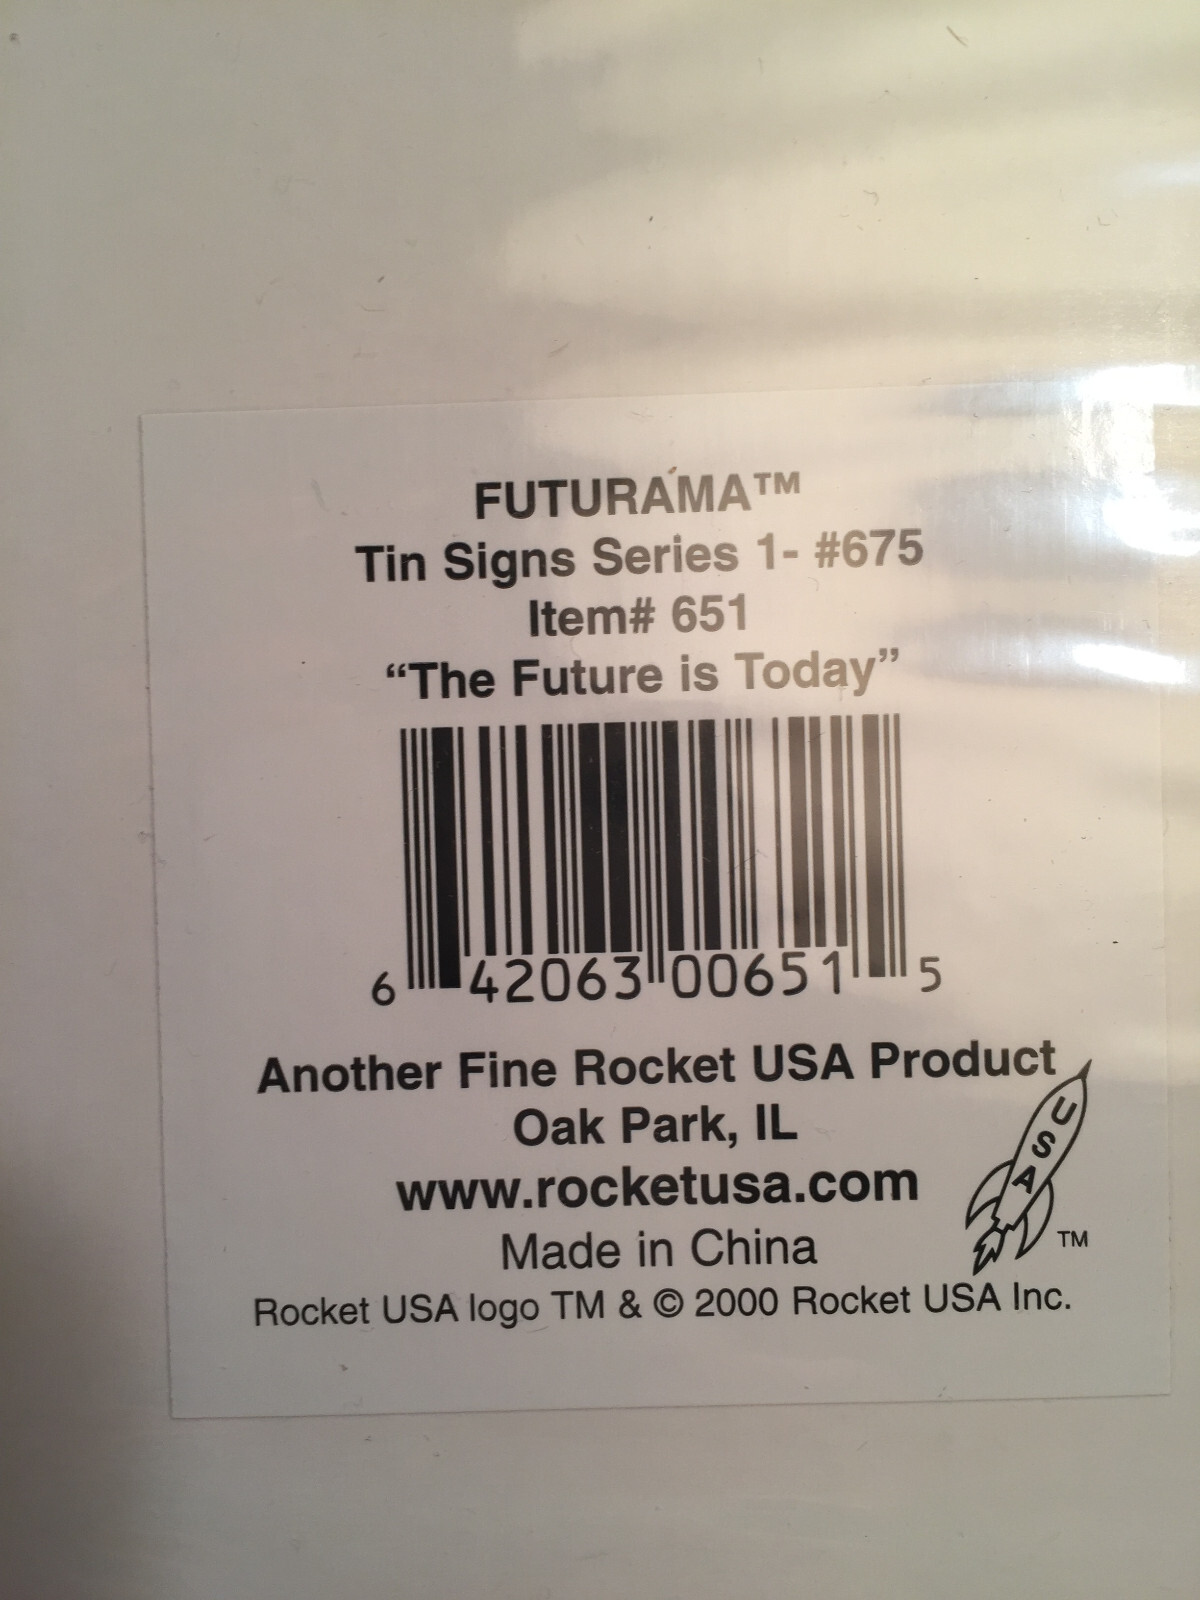 FUTURAMA™
Tin Signs Series 1- #675
Item# 651
“The Future is Today”
6 42063 00651 5
Another Fine Rocket USA Product
Oak Park, IL
www.rocketusa.com
Made in China
Rocket USA logo TM & © 2000 Rocket USA Inc.
USA
TM